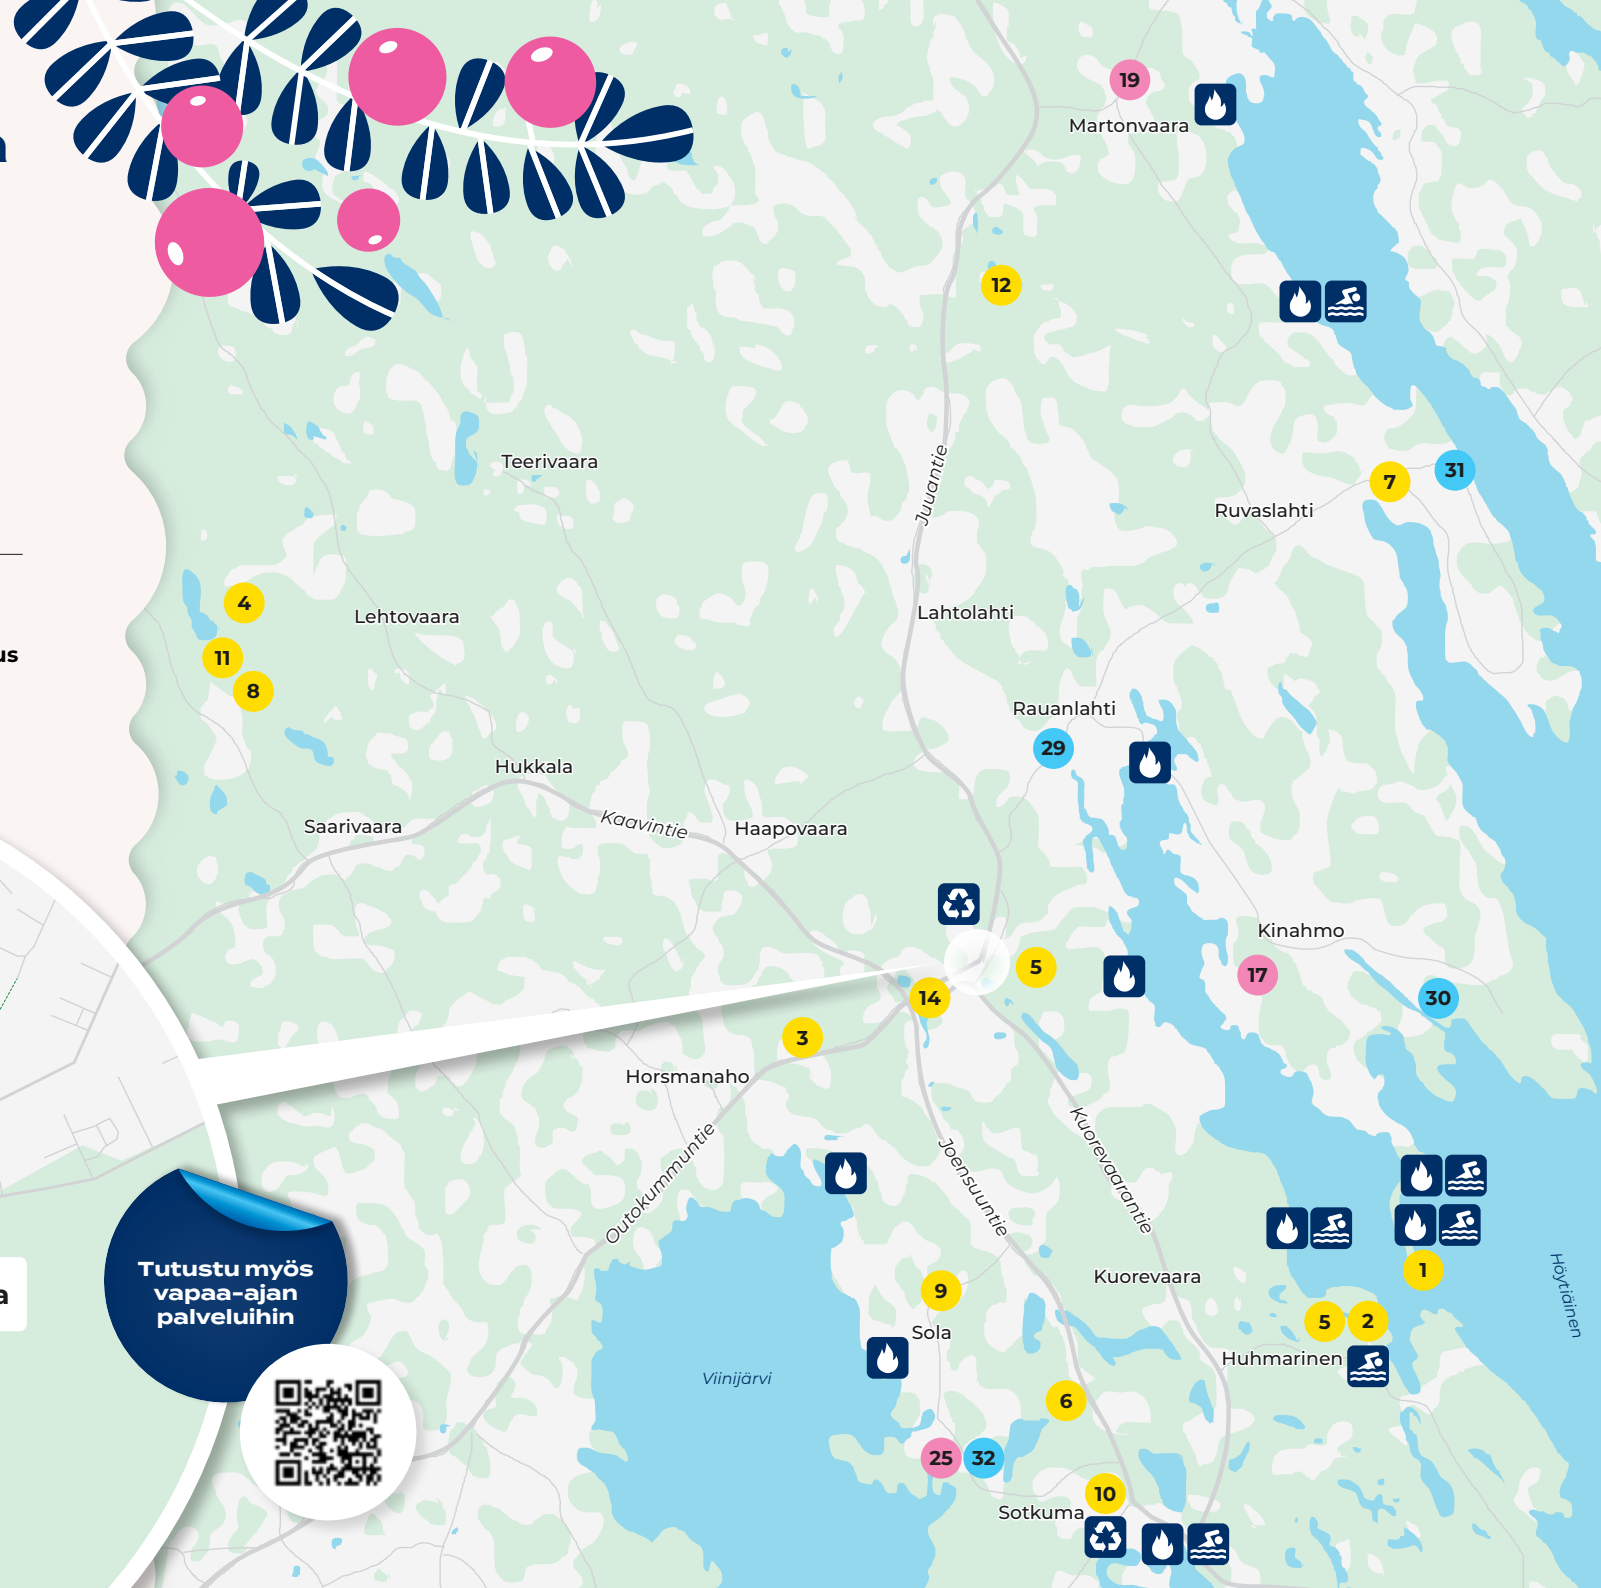 19
Martonvaara
12
Juuantie
Teerivaara
31
7
Ruvaslahti
4
Lehtovaara
Lahtolahti
us
11
8
Rauanlahti
29
Hukkala
Saarivaara
Kaavintie
Haapovaara
Kinahmo
5
17
14
30
3
Horsmanaho
Outokummuntie
Joensuuntie
Kuorevaarantie
Tutustu myös
vapaa-ajan
palveluihin
a
9
Kuorevaara
1
Höytiäinen
5
2
Sola
Huhmarinen
Viinijärvi
6
25
32
10
Sotkuma